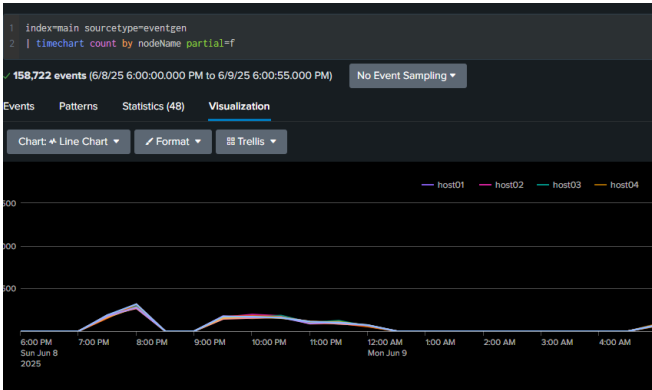 1 index=main sourcetype=eventgen
2 | timechart count by nodeName partial=f
✓ 158,722 events (6/8/25 6:00:00.000 PM to 6/9/25 6:00:55.000 PM) No Event Sampling ▾
Events Patterns Statistics (48) Visualization
Chart: Line Chart ▾ Format ▾ Trellis ▾
host01 host02 host03 host04
500
000
500
6:00 PM 7:00 PM 8:00 PM 9:00 PM 10:00 PM 11:00 PM 12:00 AM 1:00 AM 2:00 AM 3:00 AM 4:00 AM
Sun Jun 8 Mon Jun 9
2025